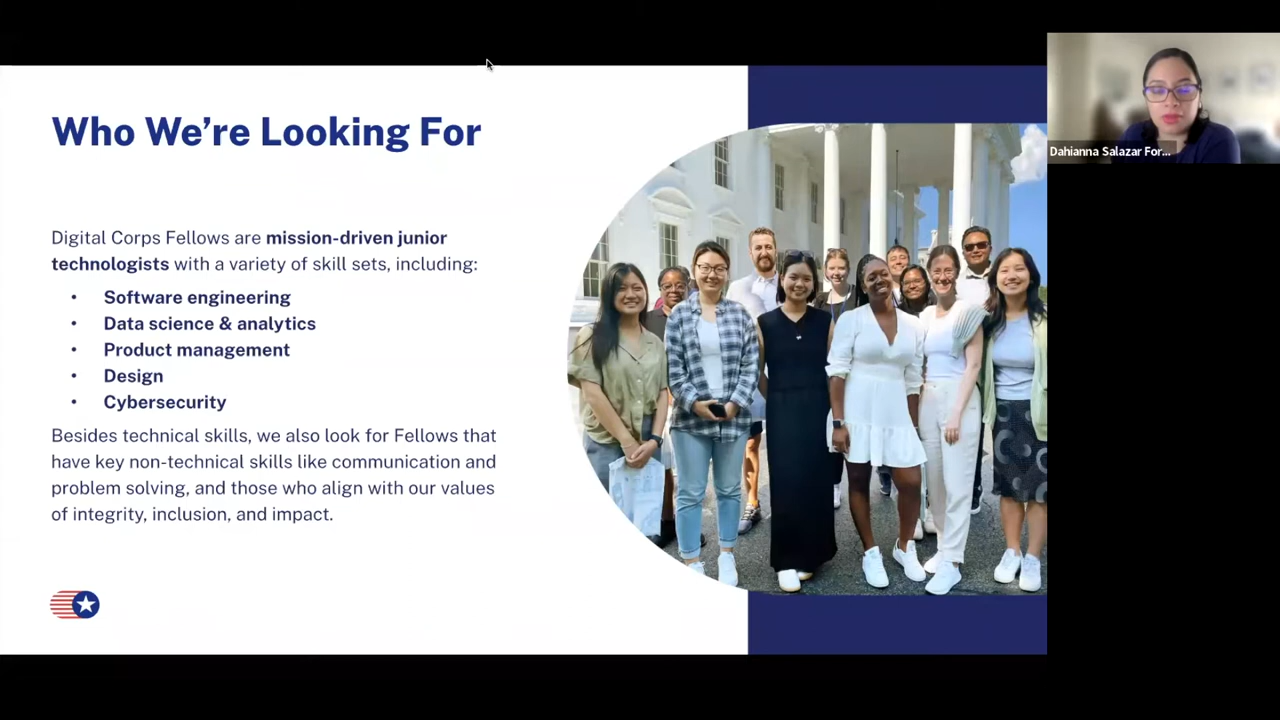 Who We’re Looking For
Digital Corps Fellows are mission-driven junior
technologists with a variety of skill sets, including:
• Software engineering
• Data science & analytics
• Product management
• Design
• Cybersecurity
Besides technical skills, we also look for Fellows that
have key non-technical skills like communication and
problem solving, and those who align with our values
of integrity, inclusion, and impact.
Dahianna Salazar For...